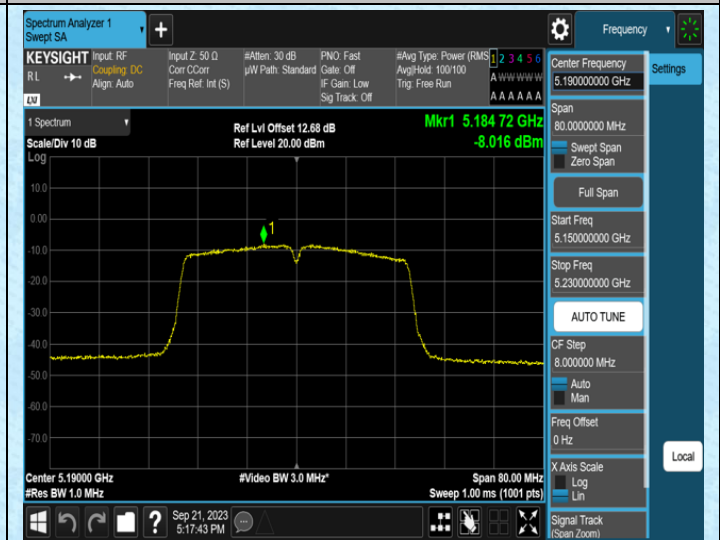 Spectrum Analyzer 1
Swept SA
+
Frequency
KEYSIGHT
RL
LXI
Input: RF
Coupling: DC
Align: Auto
Input Z: 50 Ω
Corr CCorr
Freq Ref: Int (S)
#Atten: 30 dB
µW Path: Standard
PNO: Fast
Gate: Off
IF Gain: Low
Sig Track: Off
#Avg Type: Power (RMS
Avg|Hold: 100/100
Trig: Free Run
1 2 3 4 5 6
A W W W W W
A A A A A A
Center Frequency
5.190000000 GHz
Settings
Span
80.0000000 MHz
Swept Span
Zero Span
Full Span
Start Freq
5.150000000 GHz
Stop Freq
5.230000000 GHz
AUTO TUNE
CF Step
8.000000 MHz
Auto
Man
Freq Offset
0 Hz
X Axis Scale
Log
Lin
Signal Track
(Span Zoom)
Local
1 Spectrum
Scale/Div 10 dB
Log
Ref Lvl Offset 12.68 dB
Ref Level 20.00 dBm
Mkr1 5.184 72 GHz
-8.016 dBm
1
10.0
0.00
-10.0
-20.0
-30.0
-40.0
-50.0
-60.0
-70.0
Center 5.19000 GHz
#Res BW 1.0 MHz
#Video BW 3.0 MHz*
Span 80.00 MHz
Sweep 1.00 ms (1001 pts)
?
Sep 21, 2023
5:17:43 PM